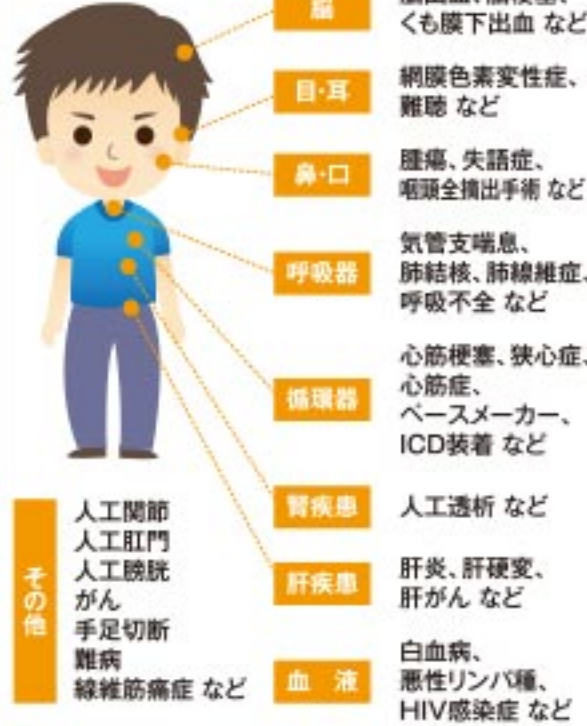 脳
くも膜下出血 など
目・耳
網膜色素変性症、
難聴 など
鼻・口
腫瘍、失語症、
咽頭全摘出手術 など
呼吸器
気管支喘息、
肺結核、肺線維症、
呼吸不全 など
循環器
心筋梗塞、狭心症、
心筋症、
ペースメーカー、
ICD装着 など
腎疾患
人工透析 など
肝疾患
肝炎、肝硬変、
肝がん など
血 液
白血病、
悪性リンパ種、
HIV感染症 など
その他
人工関節
人工肛門
人工膀胱
がん
手足切断
難病
線維筋痛症 など